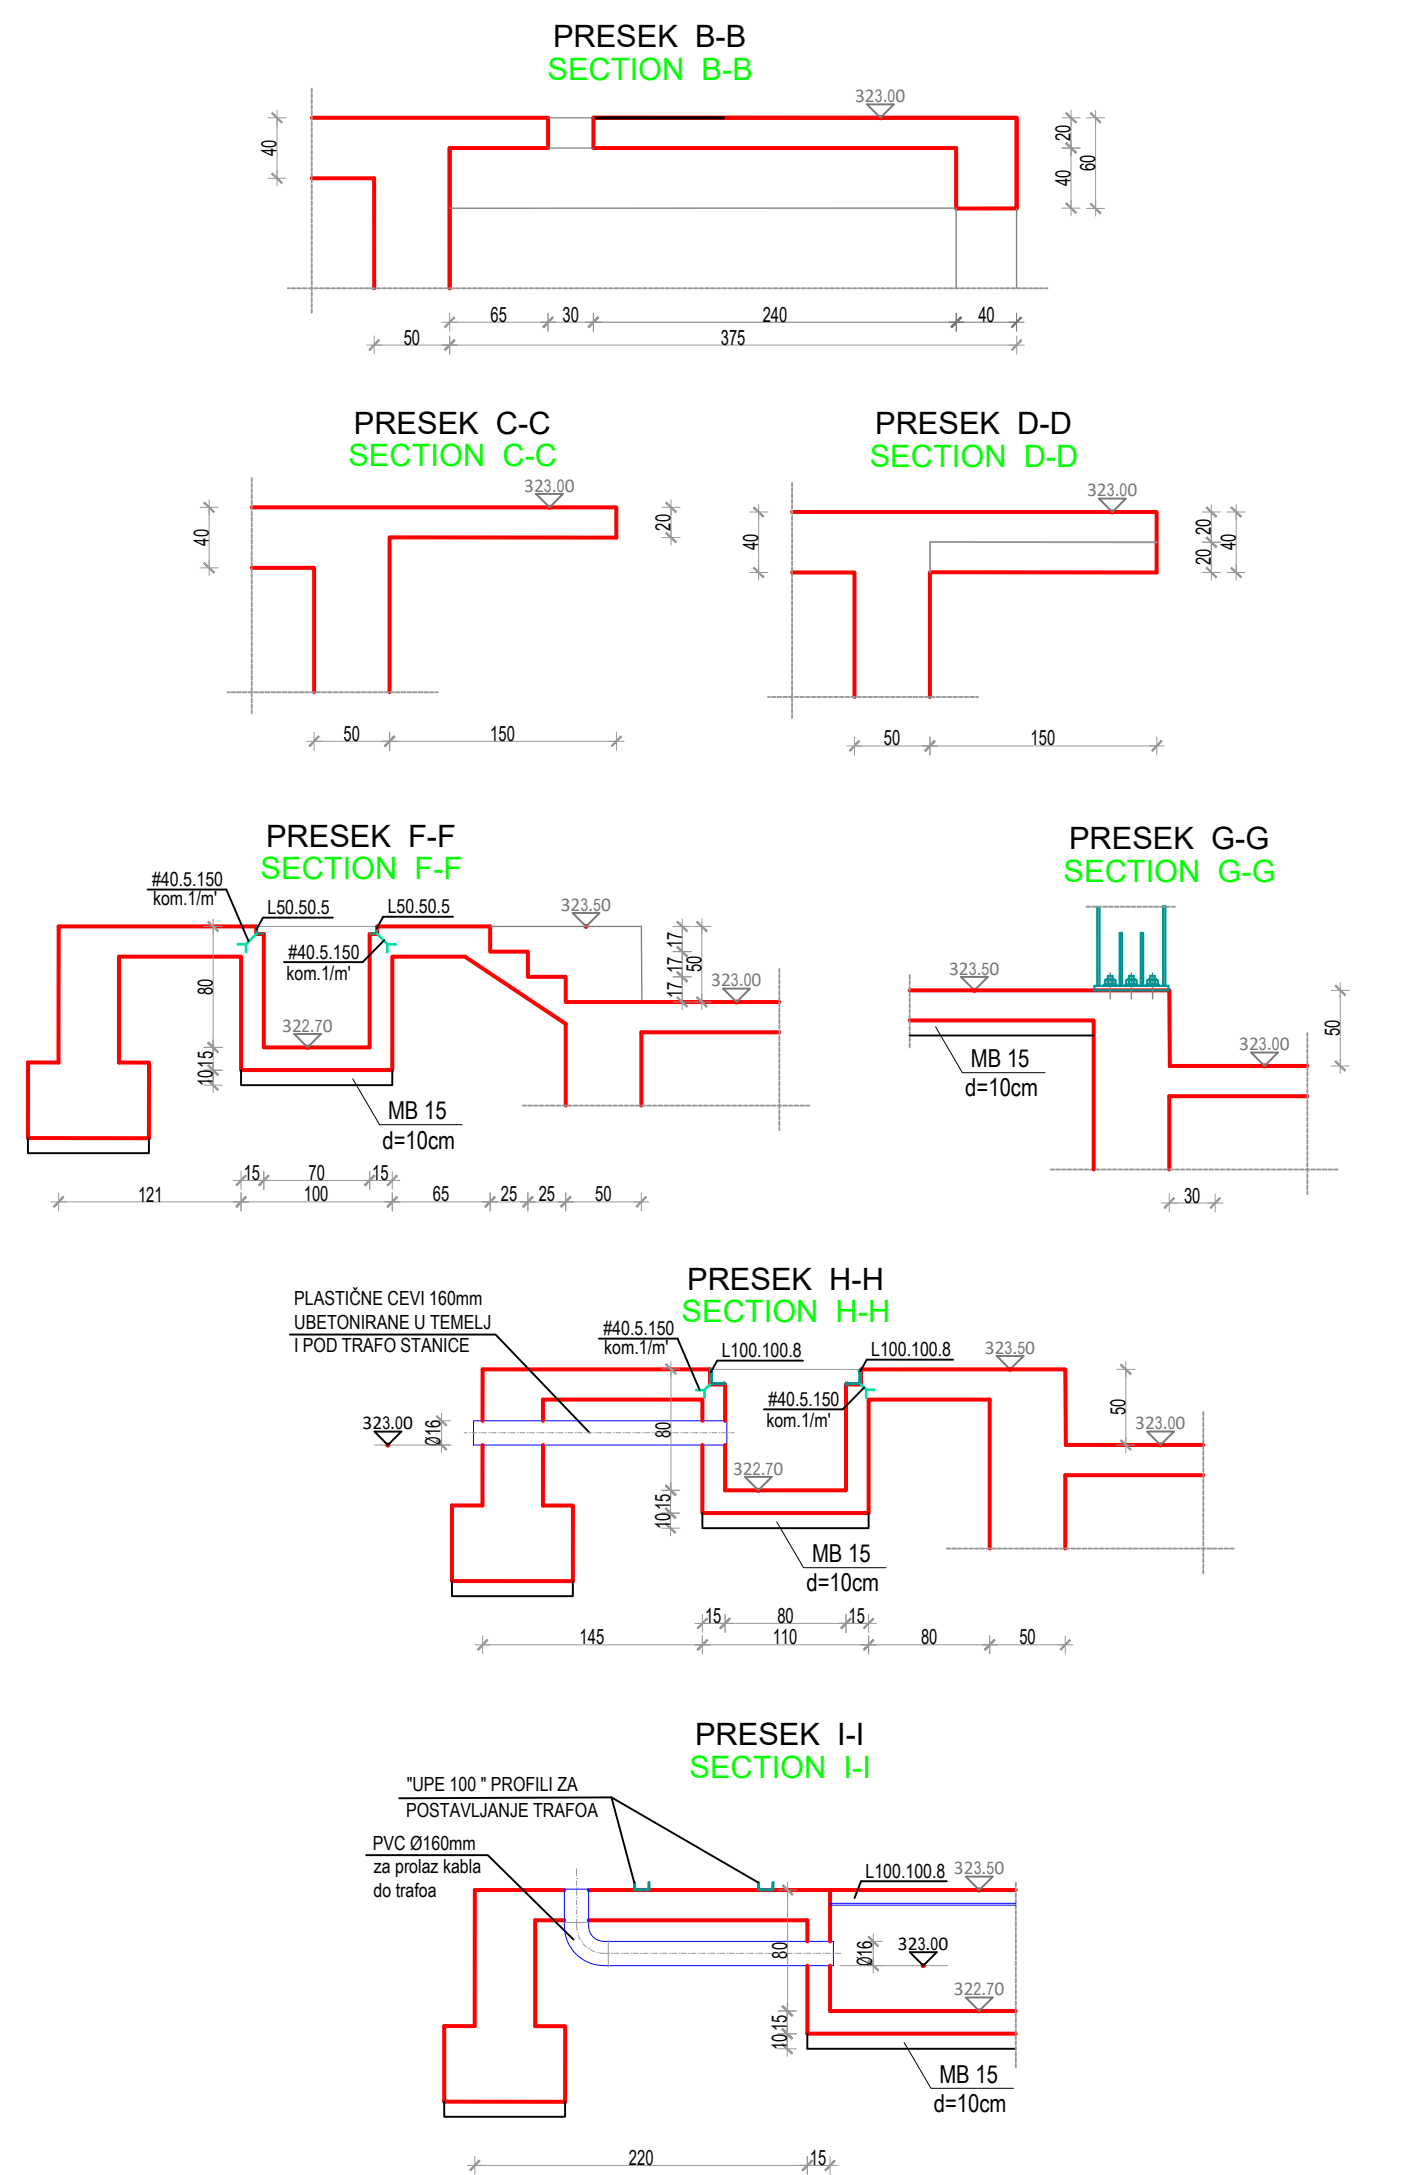 PRESEK B-B
SECTION B-B
323.00
40
20
40
60
65
30
240
40
50
375
PRESEK C-C
SECTION C-C
323.00
40
20
50
150
PRESEK D-D
SECTION D-D
323.00
40
20
20
40
50
150
PRESEK F-F
SECTION F-F
#40.5.150
kom.1/m'
L50.50.5
L50.50.5
#40.5.150
kom.1/m'
323.50
17
17
17
50
323.00
80
322.70
15
10
MB 15
d=10cm
15
70
15
121
100
65
25
25
50
PRESEK G-G
SECTION G-G
323.50
MB 15
d=10cm
323.00
50
30
PRESEK H-H
SECTION H-H
PLASTIČNE CEVI 160mm
UBETONIRANE U TEMELJ
I POD TRAFO STANICE
#40.5.150
kom.1/m'
L100.100.8
L100.100.8
#40.5.150
kom.1/m'
323.50
323.00
Ø16
80
50
323.00
322.70
15
10
MB 15
d=10cm
15
80
15
145
110
80
50
PRESEK I-I
SECTION I-I
"UPE 100 " PROFILI ZA
POSTAVLJANJE TRAFOA
PVC Ø160mm
za prolaz kabla
do trafoa
L100.100.8
323.50
80
Ø16
323.00
322.70
15
10
MB 15
d=10cm
220
15